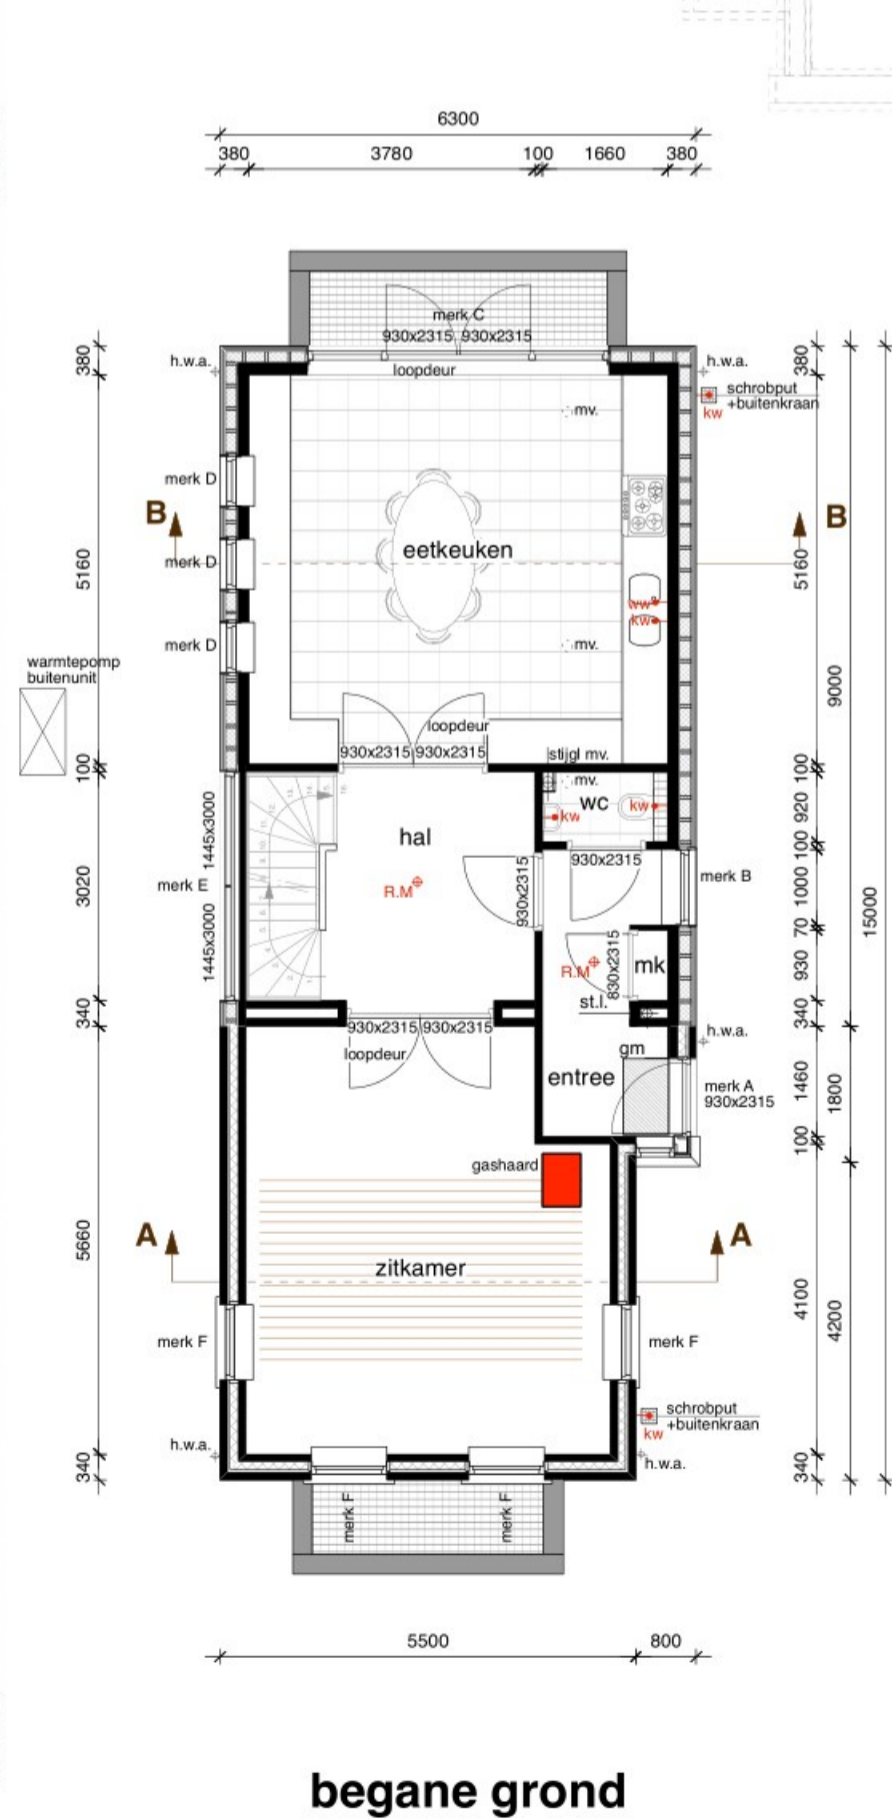 6300
380 3780 100 1660 380
merk C
930x2315 930x2315
h.w.a. loopdeur h.w.a.
380 380
schrobput
+buitenkraan
kw
mv.
merk D
B B
eetkeuken
5160 merk D 5160
ww
kw
merk D mv.
warmtepomp
buitenunit
9000
loopdeur
930x2315 930x2315 stijgl mv.
100 mv. 100
wc kw 920
kw
1445x3000 hal
100
930x2315
3020 merk E R.M 930x2315 merk B 1000
15000
70
1445x3000 R.M 830x2315 mk 930
st.l.
340 340
930x2315 930x2315 h.w.a.
loopdeur gm
entree merk A
930x2315
1460 1800
100
gashaard
A A
5660 zitkamer
4100 4200
merk F merk F
schrobput
+buitenkraan
kw
h.w.a. h.w.a.
340 340
merk F merk F
5500 800
begane grond